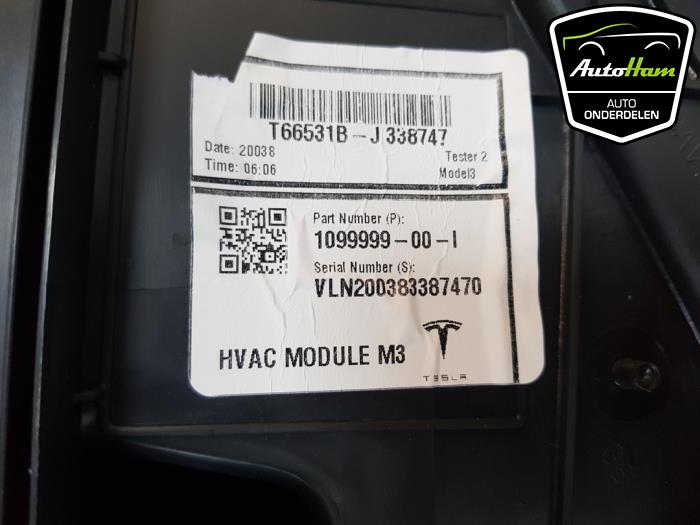 AutoHam
AUTO
ONDERDELEN
T66531B-J338747
Date: 20038
Tester 2
Time: 06:06
Model3
Part Number (P):
1099999-00-I
Serial Number (S):
VLN200383387470
HVAC MODULE M3
TESLA